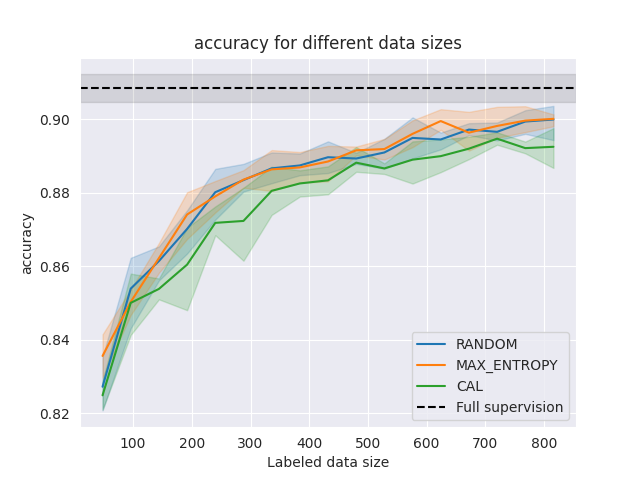 accuracy for different data sizes
accuracy
0.90
0.88
0.86
0.84
0.82
RANDOM
MAX_ENTROPY
CAL
Full supervision
100 200 300 400 500 600 700 800
Labeled data size